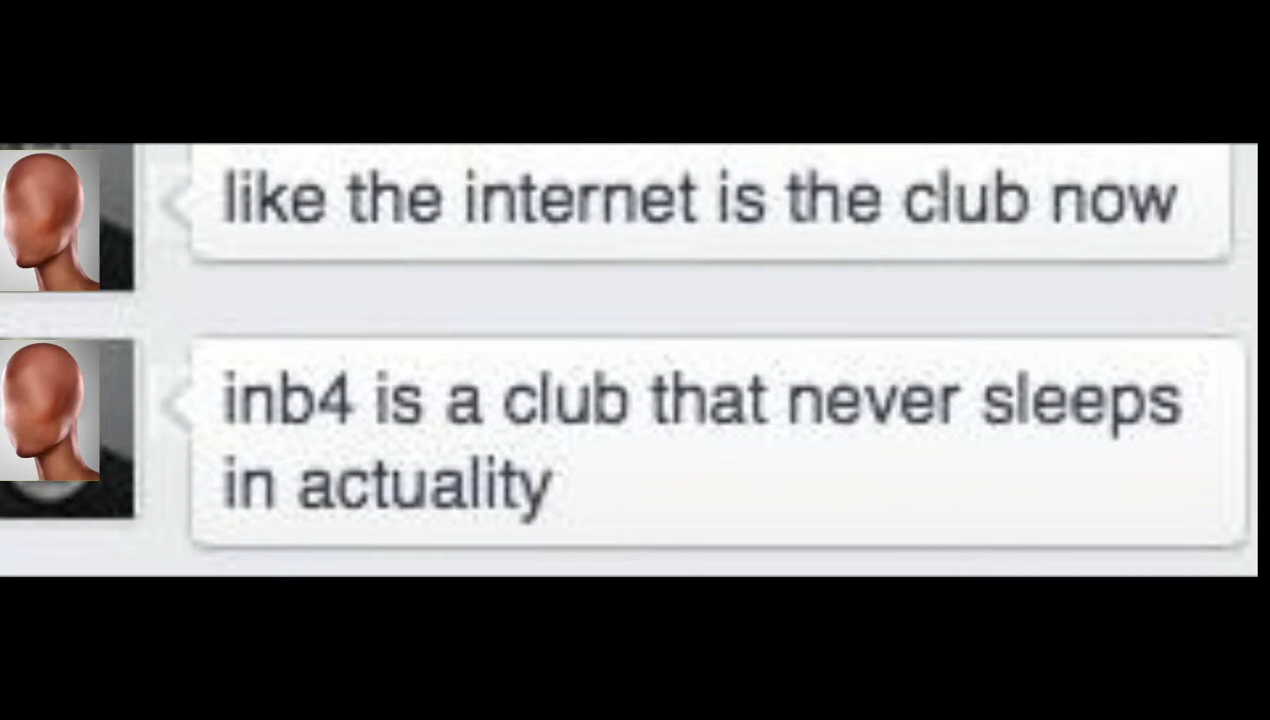 like the internet is the club now
inb4 is a club that never sleeps
in actuality